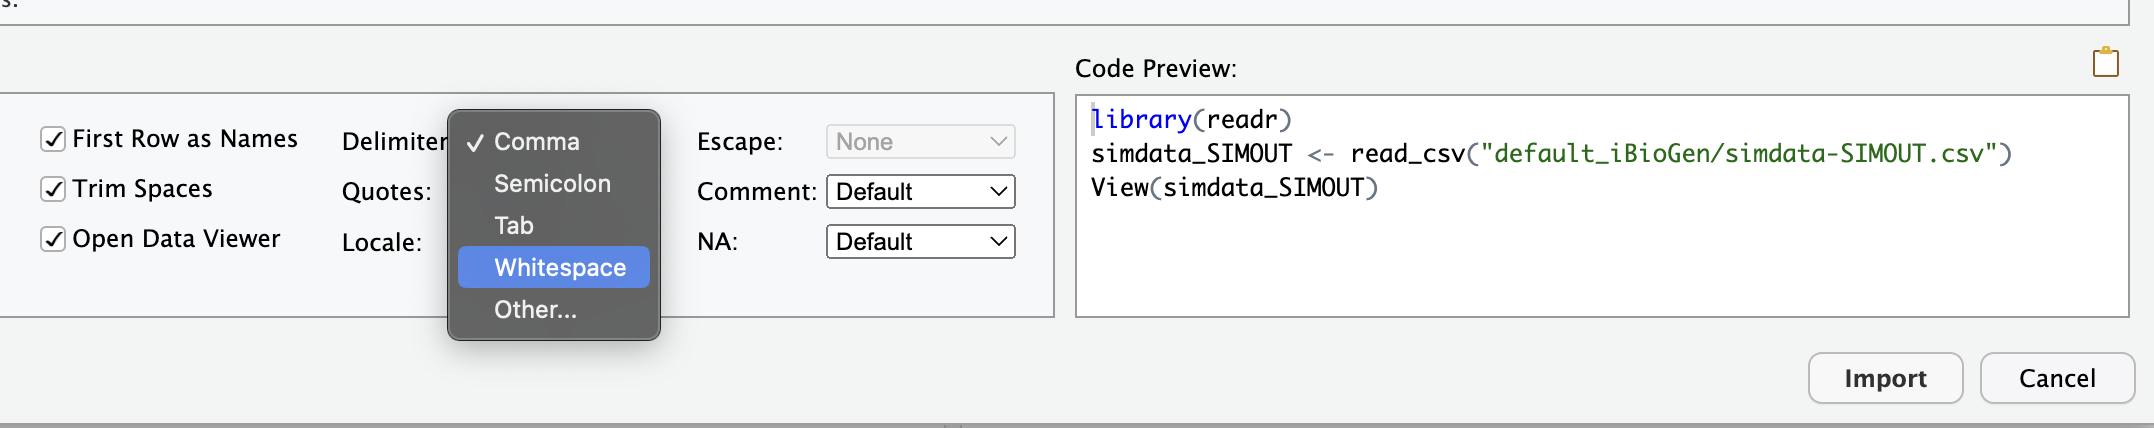 s:
First Row as Names
Trim Spaces
Open Data Viewer
Delimiter
Quotes:
Locale:
Comma
Semicolon
Tab
Whitespace
Other...
Escape: None
Comment: Default
NA: Default
Code Preview:
library(readr)
simdata_SIMOUT <- read_csv("default_iBioGen/simdata-SIMOUT.csv")
View(simdata_SIMOUT)
Import Cancel